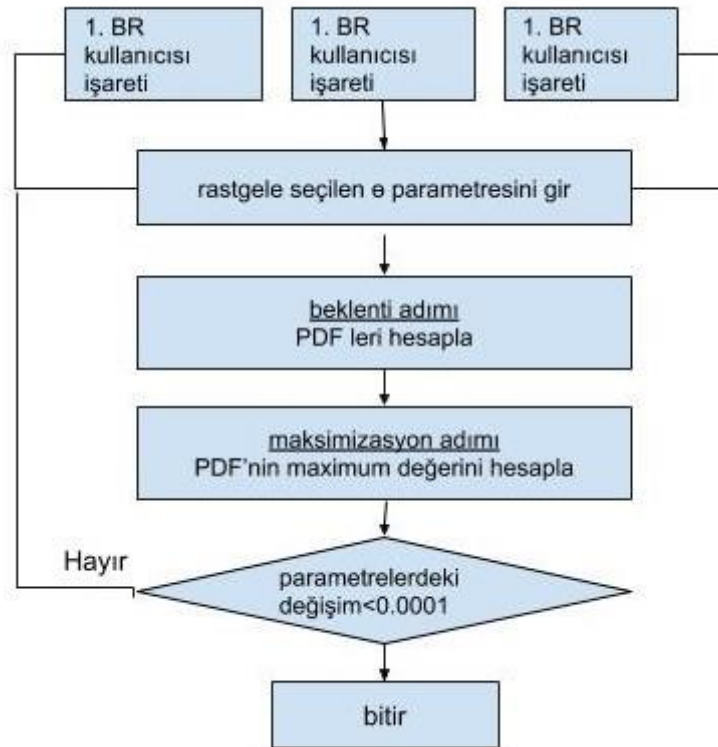 1. BR
kullanıcısı
işareti
1. BR
kullanıcısı
işareti
1. BR
kullanıcısı
işareti
rastgele seçilen ɵ parametresini gir
beklenti adımı
PDF leri hesapla
maksimizasyon adımı
PDF'nin maximum değerini hesapla
Hayır
parametrelerdeki
değişim<0.0001
bitir